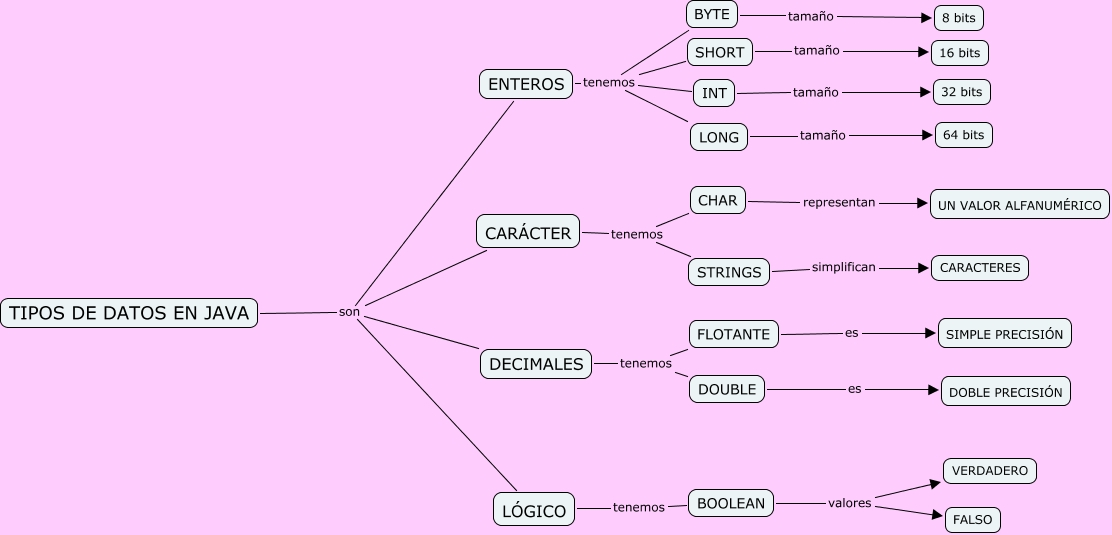 BYTE tamaño 8 bits
SHORT tamaño 16 bits
ENTEROS tenemos
INT tamaño 32 bits
LONG tamaño 64 bits
CHAR representan UN VALOR ALFANUMÉRICO
CARÁCTER tenemos
STRINGS simplifican CARACTERES
TIPOS DE DATOS EN JAVA son
FLOTANTE es SIMPLE PRECISIÓN
DECIMALES tenemos
DOUBLE es DOBLE PRECISIÓN
VERDADERO
LÓGICO tenemos BOOLEAN valores
FALSO